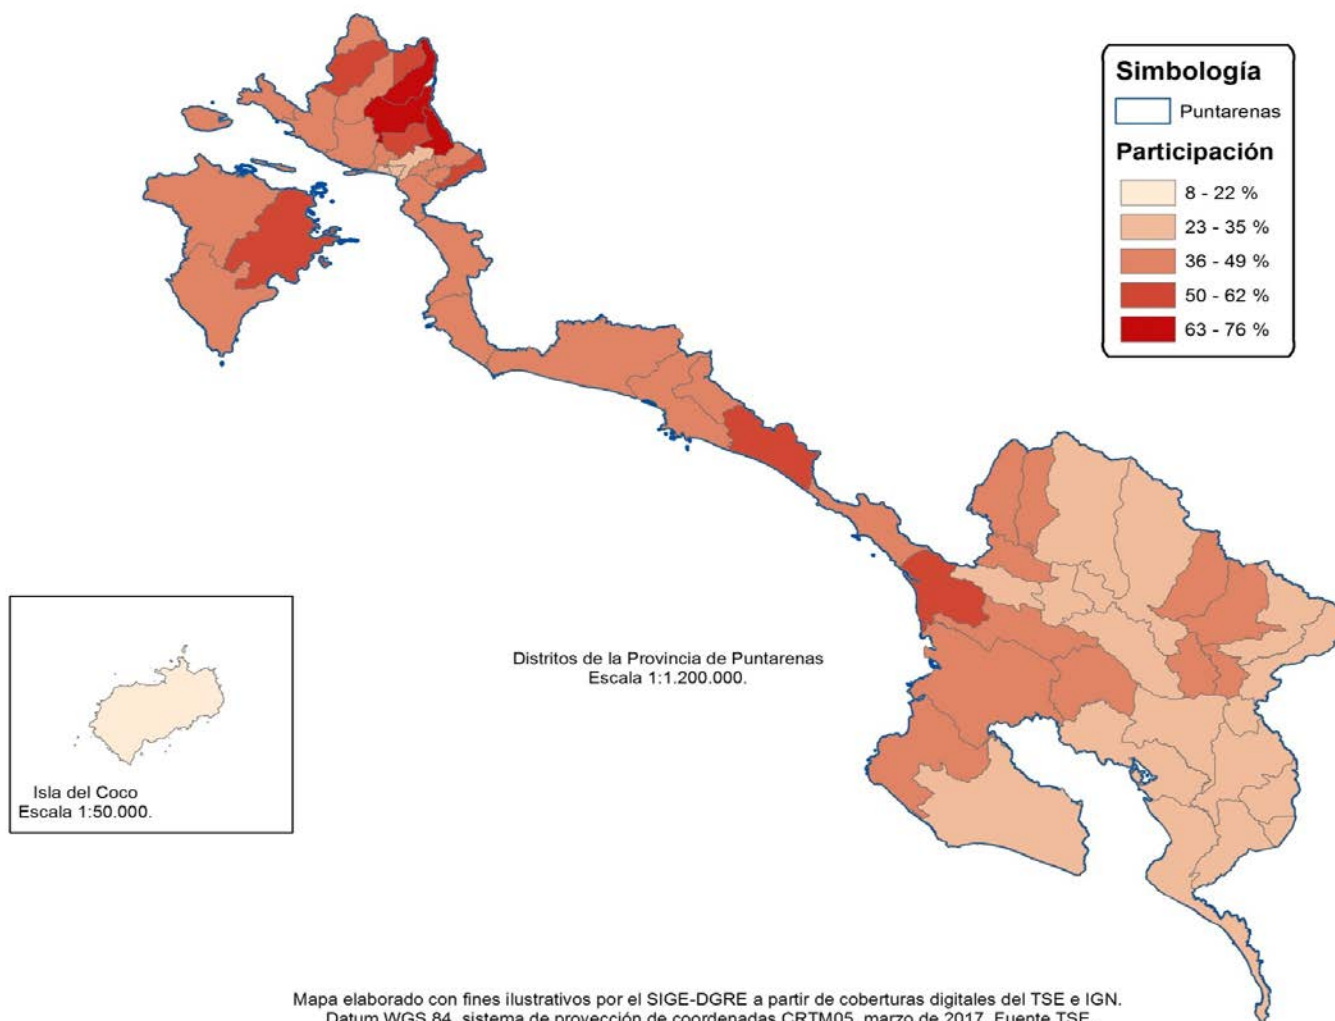 Simbología
Puntarenas
Participación
8 - 22 %
23 - 35 %
36 - 49 %
50 - 62 %
63 - 76 %
Distritos de la Provincia de Puntarenas
Escala 1:1.200.000.
Isla del Coco
Escala 1:50.000.
Mapa elaborado con fines ilustrativos por el SIGE-DGRE a partir de coberturas digitales del TSE e IGN.
Datum WGS 84, sistema de proyección de coordenadas CRTM05, marzo de 2017. Fuente TSE.